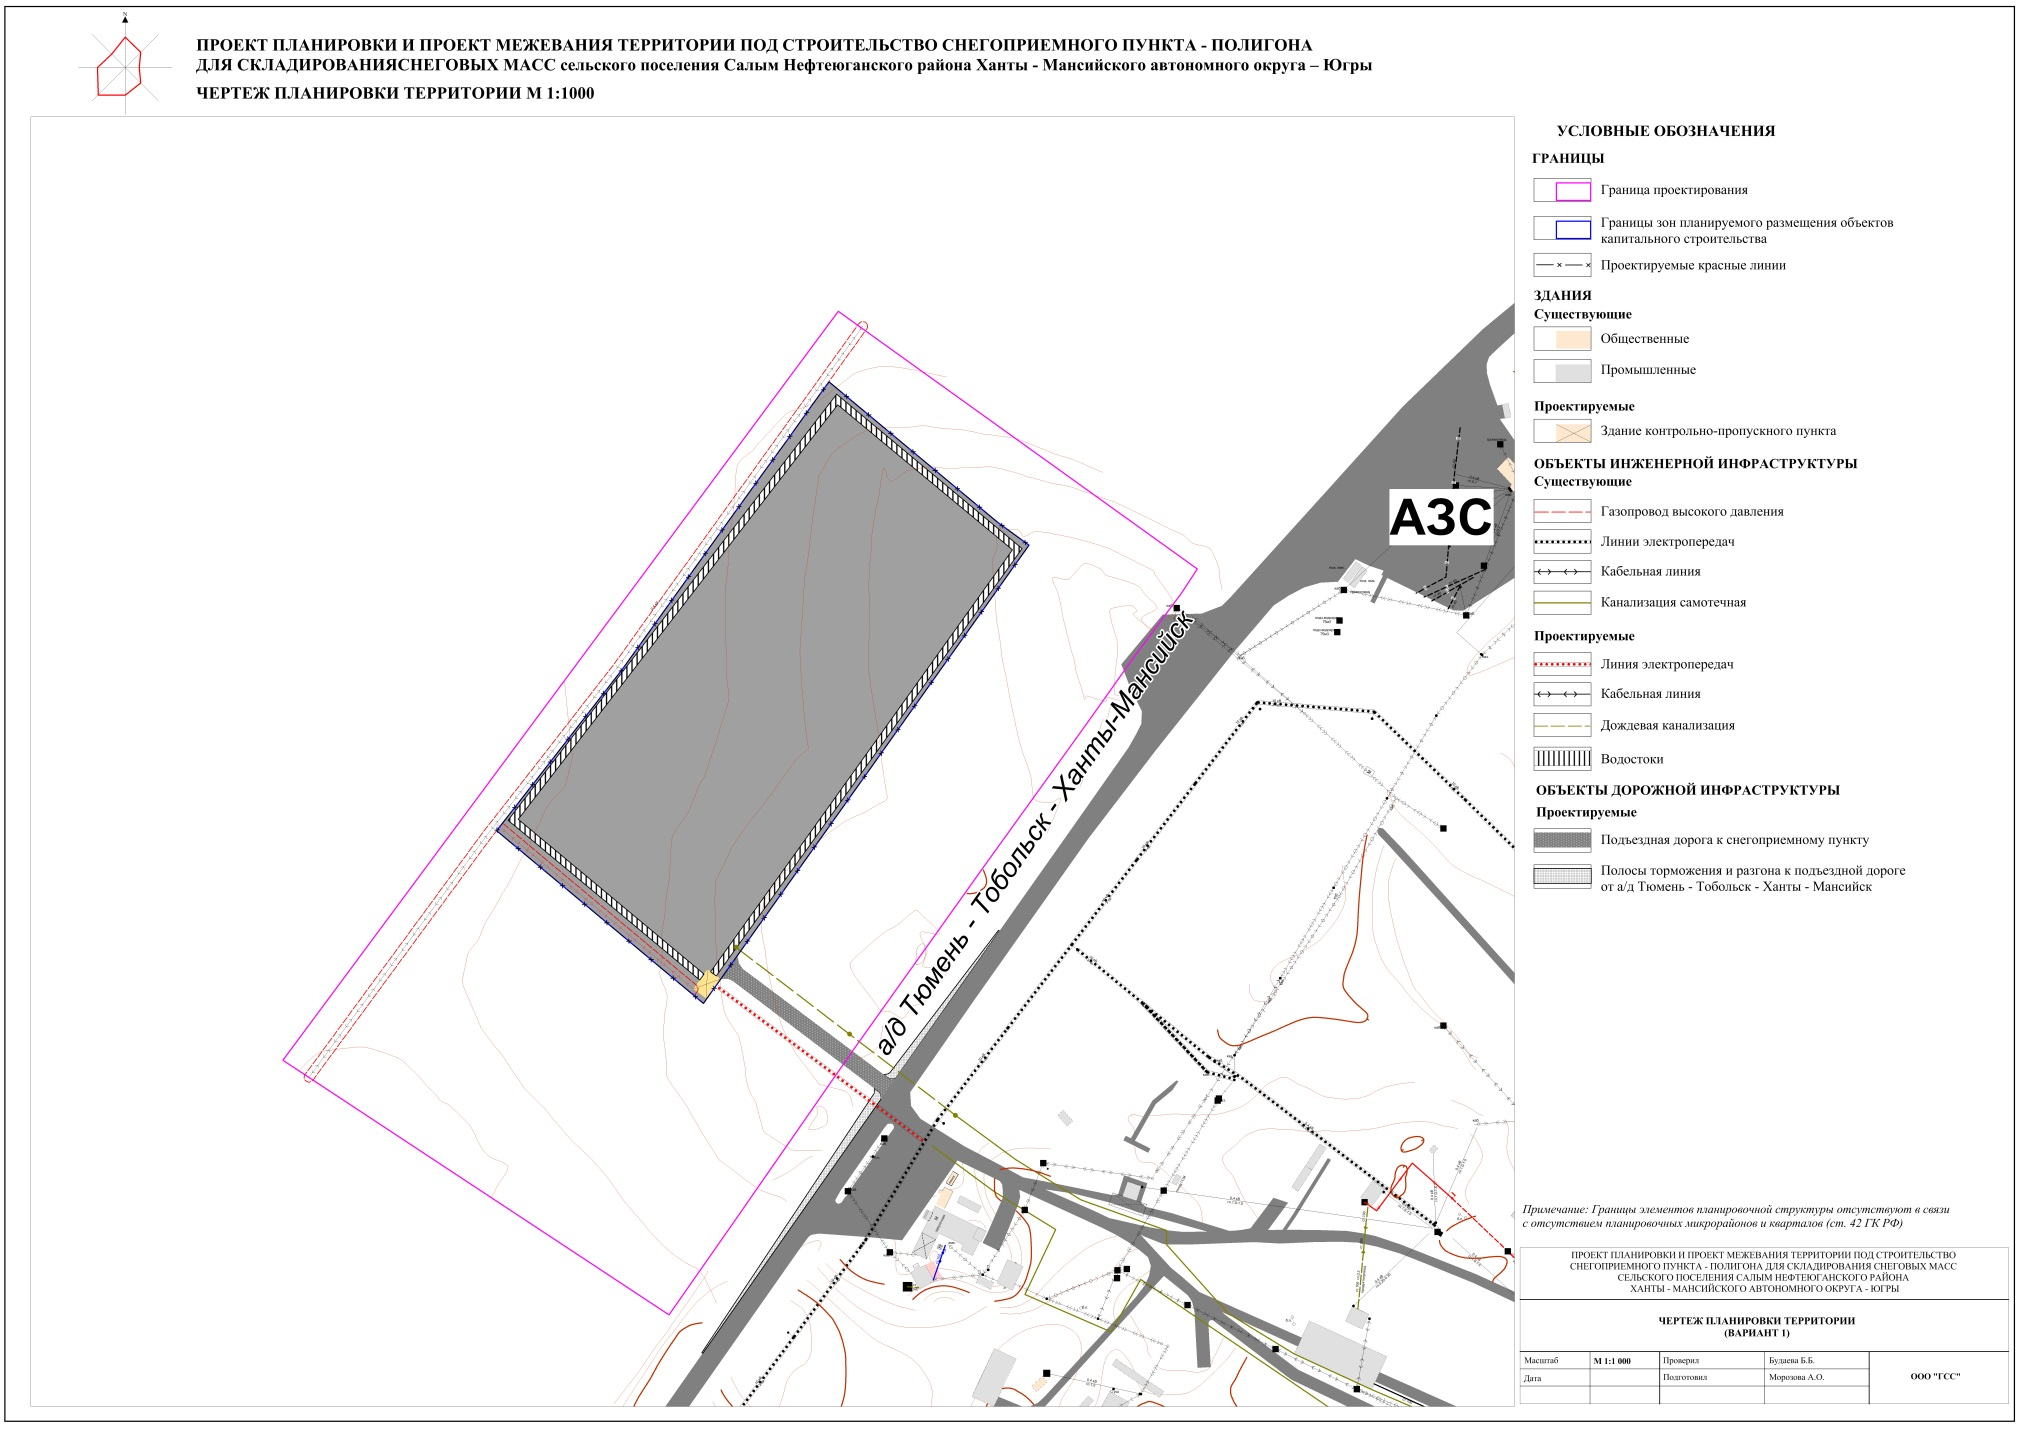 N
ПРОЕКТ ПЛАНИРОВКИ И ПРОЕКТ МЕЖЕВАНИЯ ТЕРРИТОРИИ ПОД СТРОИТЕЛЬСТВО СНЕГОПРИЕМНОГО ПУНКТА - ПОЛИГОНА
ДЛЯ СКЛАДИРОВАНИЯСНЕГОВЫХ МАСС сельского поселения Салым Нефтеюганского района Ханты - Мансийского автономного округа – Югры
ЧЕРТЕЖ ПЛАНИРОВКИ ТЕРРИТОРИИ М 1:1000
АЗС
а/д Тюмень - Тобольск - Ханты-Мансийск
УСЛОВНЫЕ ОБОЗНАЧЕНИЯ
ГРАНИЦЫ
Граница проектирования
Границы зон планируемого размещения объектов
капитального строительства
Проектируемые красные линии
ЗДАНИЯ
Существующие
Общественные
Промышленные
Проектируемые
Здание контрольно-пропускного пункта
ОБЪЕКТЫ ИНЖЕНЕРНОЙ ИНФРАСТРУКТУРЫ
Существующие
Газопровод высокого давления
Линии электропередач
Кабельная линия
Канализация самотечная
Проектируемые
Линия электропередач
Кабельная линия
Дождевая канализация
Водостоки
ОБЪЕКТЫ ДОРОЖНОЙ ИНФРАСТРУКТУРЫ
Проектируемые
Подъездная дорога к снегоприемному пункту
Полосы торможения и разгона к подъездной дороге
от а/д Тюмень - Тобольск - Ханты - Мансийск
Примечание: Границы элементов планировочной структуры отсутствуют в связи
с отсутствием планировочных микрорайонов и кварталов (ст. 42 ГК РФ)
ПРОЕКТ ПЛАНИРОВКИ И ПРОЕКТ МЕЖЕВАНИЯ ТЕРРИТОРИИ ПОД СТРОИТЕЛЬСТВО
СНЕГОПРИЕМНОГО ПУНКТА - ПОЛИГОНА ДЛЯ СКЛАДИРОВАНИЯ СНЕГОВЫХ МАСС
СЕЛЬСКОГО ПОСЕЛЕНИЯ САЛЫМ НЕФТЕЮГАНСКОГО РАЙОНА
ХАНТЫ - МАНСИЙСКОГО АВТОНОМНОГО ОКРУГА - ЮГРЫ
ЧЕРТЕЖ ПЛАНИРОВКИ ТЕРРИТОРИИ
(ВАРИАНТ 1)
Масштаб М 1:1 000 Проверил Будаева Б.Б.
Дата Подготовил Морозова А.О.
ООО "ГСС"